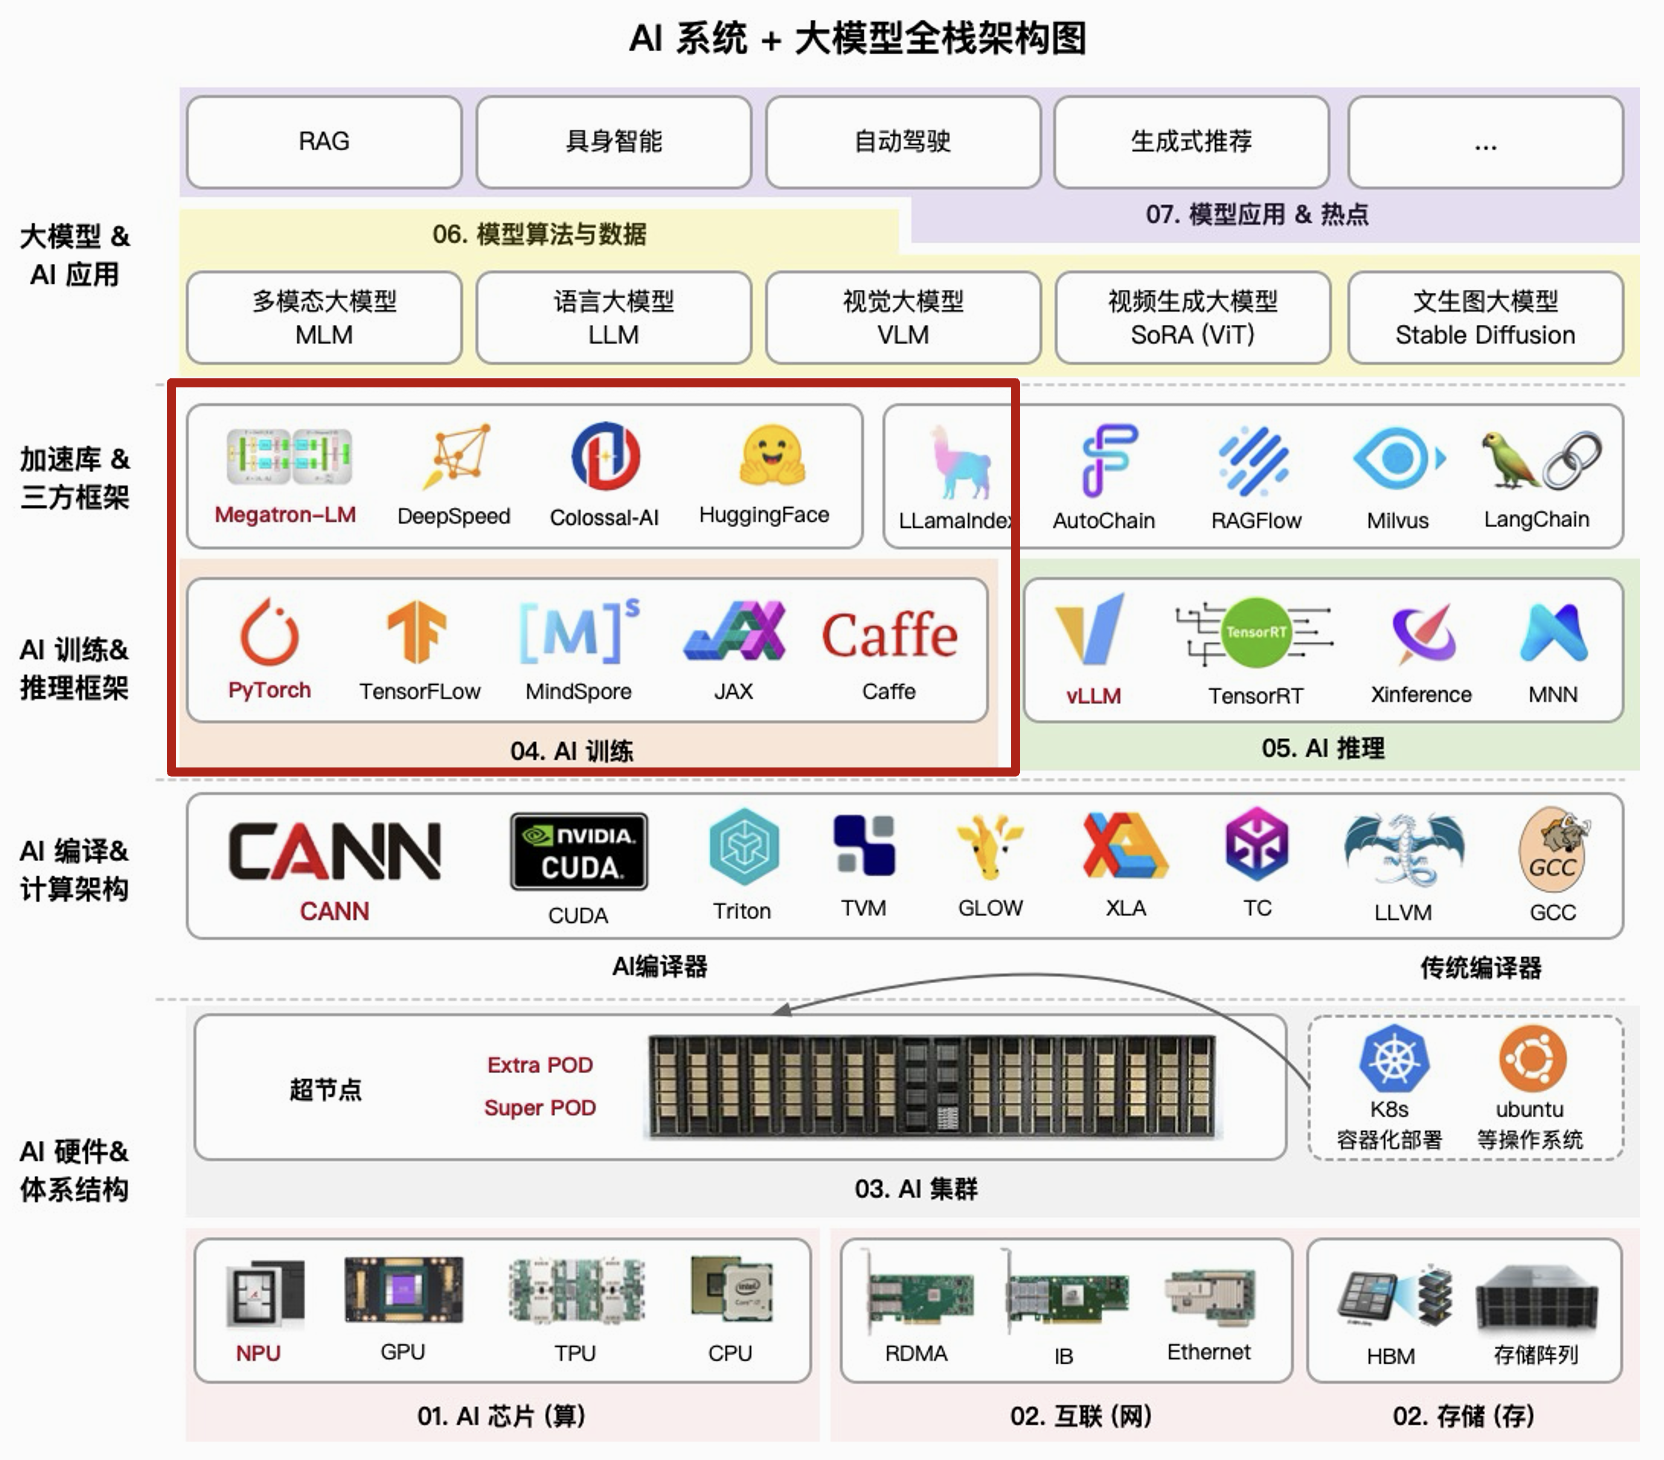 AI 系统 + 大模型全栈架构图
RAG
具身智能
自动驾驶
生成式推荐
...
07. 模型应用 & 热点
大模型 &
AI 应用
06. 模型算法与数据
多模态大模型
MLM
语言大模型
LLM
视觉大模型
VLM
视频生成大模型
SoRA (ViT)
文生图大模型
Stable Diffusion
加速库 &
三方框架
Megatron-LM
DeepSpeed
Colossal-AI
HuggingFace
LLamaIndex
AutoChain
RAGFlow
Milvus
LangChain
AI 训练&
推理框架
[M]s
JAX
Caffe
TensorRT
PyTorch
TensorFLow
MindSpore
JAX
Caffe
vLLM
TensorRT
Xinference
MNN
04. AI 训练
05. AI 推理
AI 编译&
计算架构
CANN
NVIDIA.
CUDA.
GCC
CANN
CUDA
Triton
TVM
GLOW
XLA
TC
LLVM
GCC
AI编译器
传统编译器
AI 硬件&
体系结构
超节点
Extra POD
Super POD
K8s
容器化部署
ubuntu
等操作系统
03. AI 集群
intel
NPU
GPU
TPU
CPU
RDMA
IB
Ethernet
HBM
存储阵列
01. AI 芯片 (算)
02. 互联 (网)
02. 存储 (存)